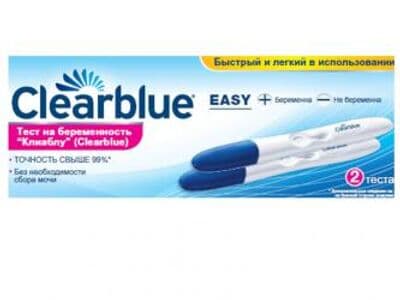 Быстрый и легкий в использовании
Clearblue
EASY + Беременна – Не беременна
Тест на беременность
"Клиаблу" (Clearblue)
• ТОЧНОСТЬ СВЫШЕ 99%*
• Без необходимости
сбора мочи
2 теста